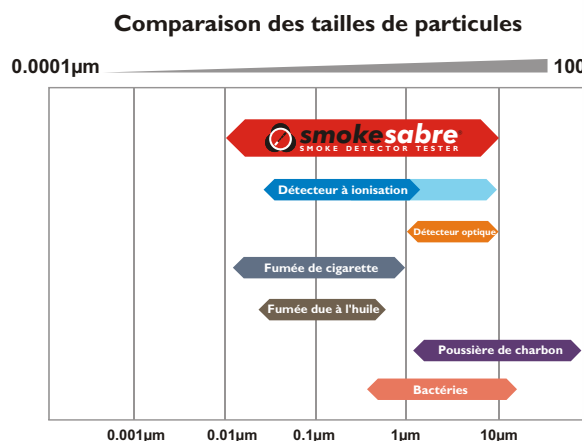 Comparaison des tailles de particules
0.0001µm
100
smokesabre®
SMOKE DETECTOR TESTER
Détecteur à ionisation
Détecteur optique
Fumée de cigarette
Fumée due à l'huile
Poussière de charbon
Bactéries
0.001µm 0.01µm 0.1µm 1µm 10µm